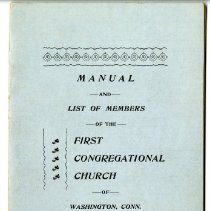 MANUAL
AND
LIST OF MEMBERS
OF THE
FIRST
CONGREGATIONAL
CHURCH
OF
WASHINGTON, CONN.